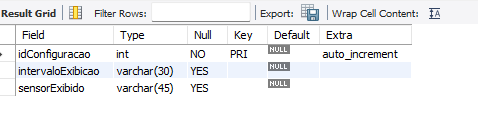 Result Grid Filter Rows: Export: Wrap Cell Content:
Field Type Null Key Default Extra
idConfiguracao int NO PRI NULL auto_increment
intervaloExibicao varchar(30) YES NULL
sensorExibido varchar(45) YES NULL